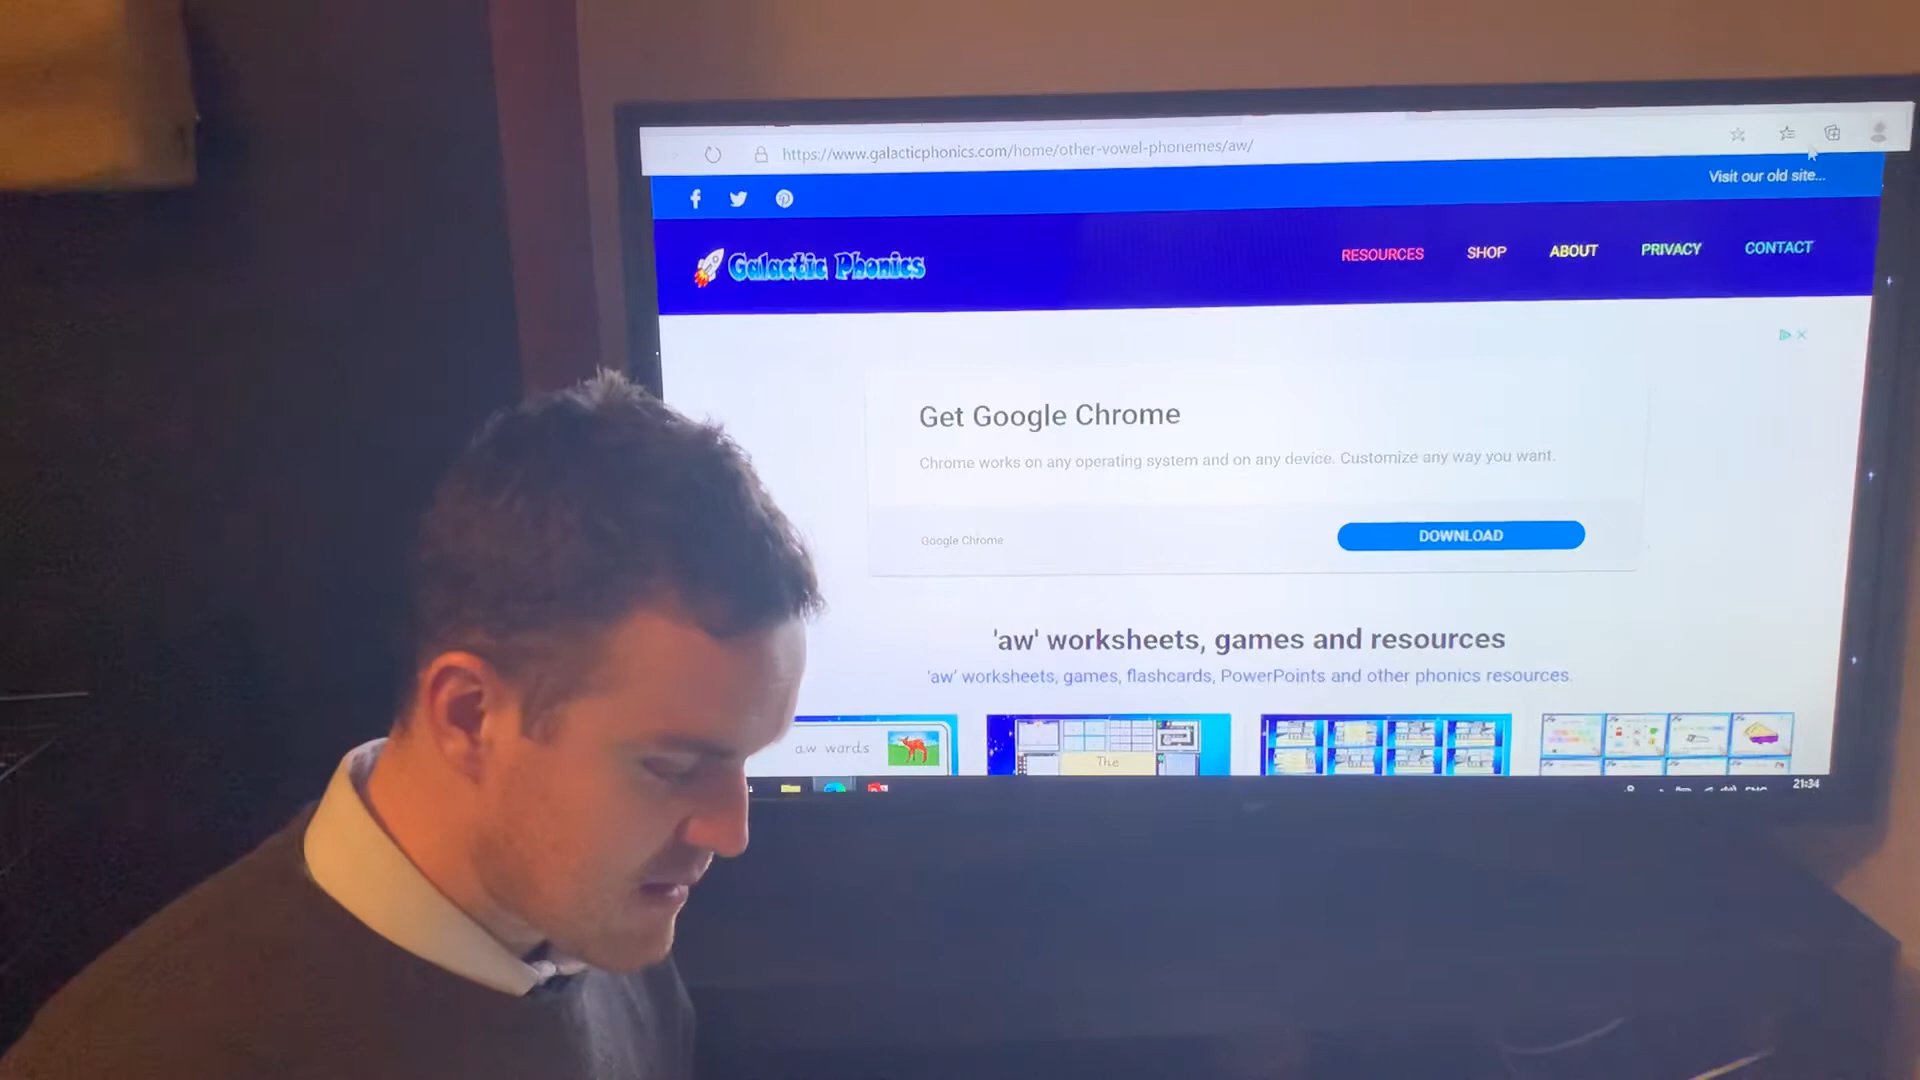 https://www.galacticphonics.com/home/other-vowel-phonemes/aw/
Visit our old site...
Galactic Phonics
RESOURCES SHOP ABOUT PRIVACY CONTACT
Get Google Chrome
Chrome works on any operating system and on any device. Customize any way you want.
Google Chrome DOWNLOAD
'aw' worksheets, games and resources
'aw' worksheets, games, flashcards, PowerPoints and other phonics resources.
aw words
The
21:34